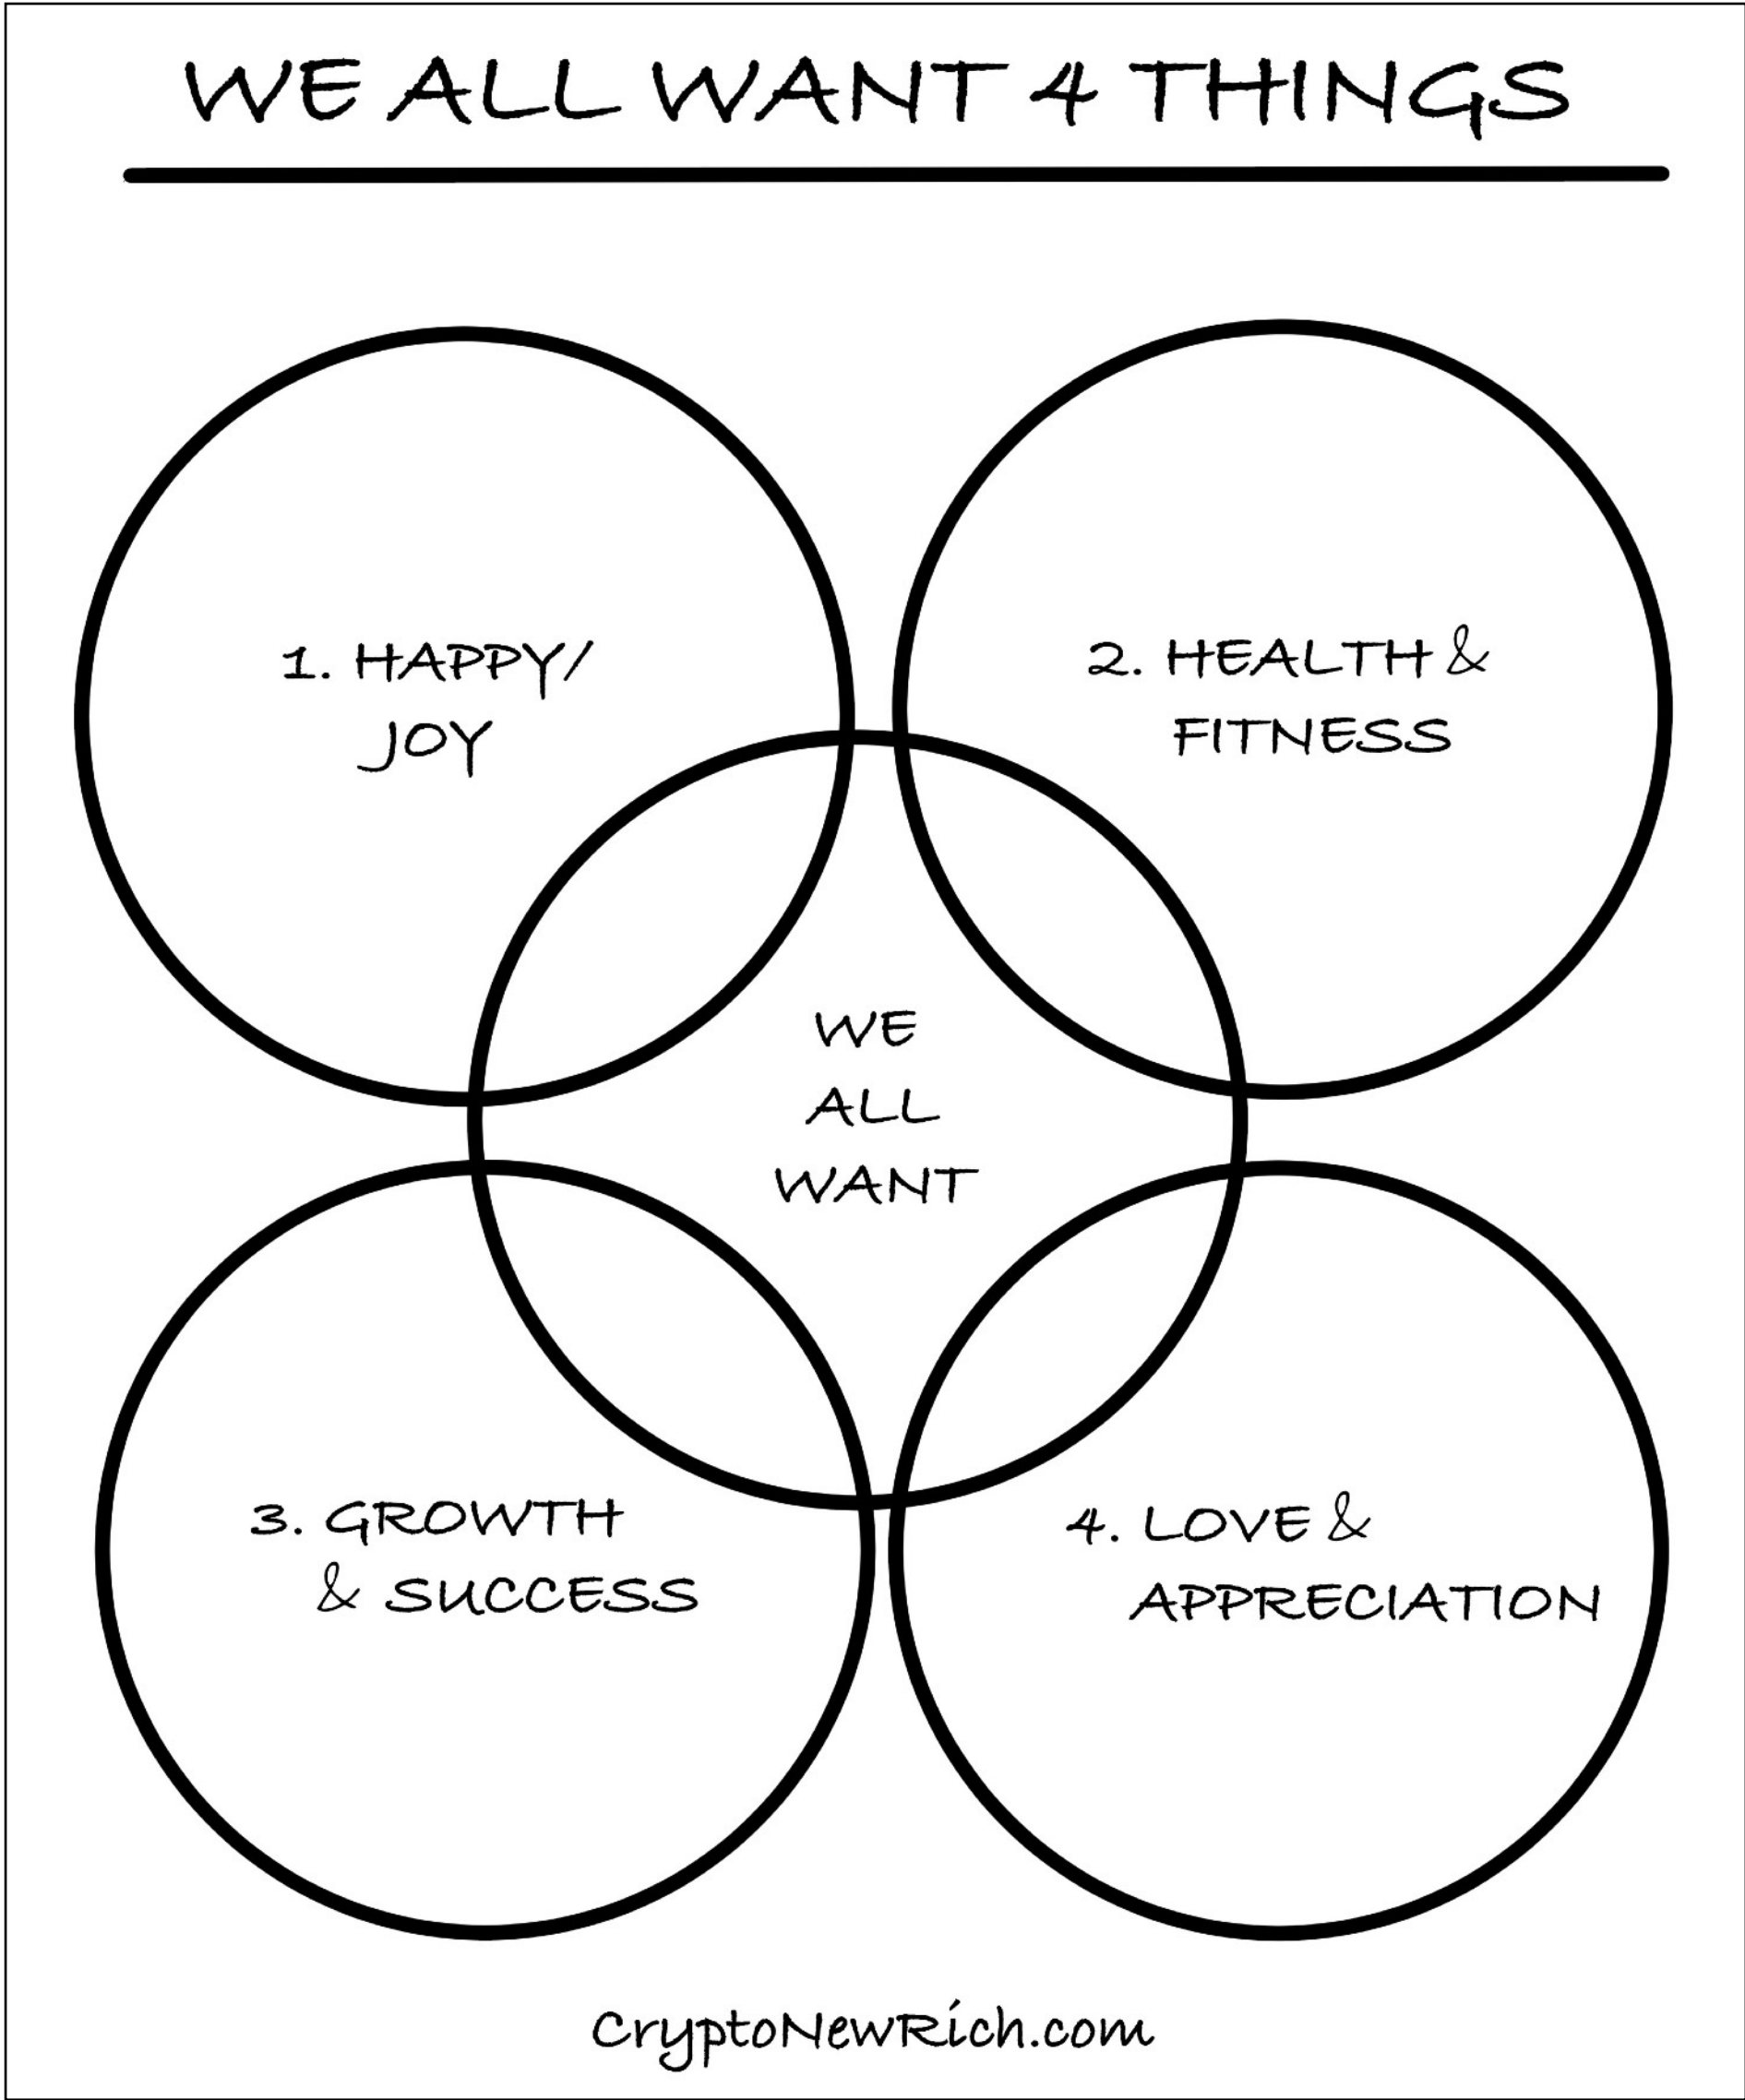 WE ALL WANT 4 THINGS
1. HAPPY/
JOY
2. HEALTH &
FITNESS
WE
ALL
WANT
3. GROWTH
& SUCCESS
4. LOVE &
APPRECIATION
CryptoNewRich.com